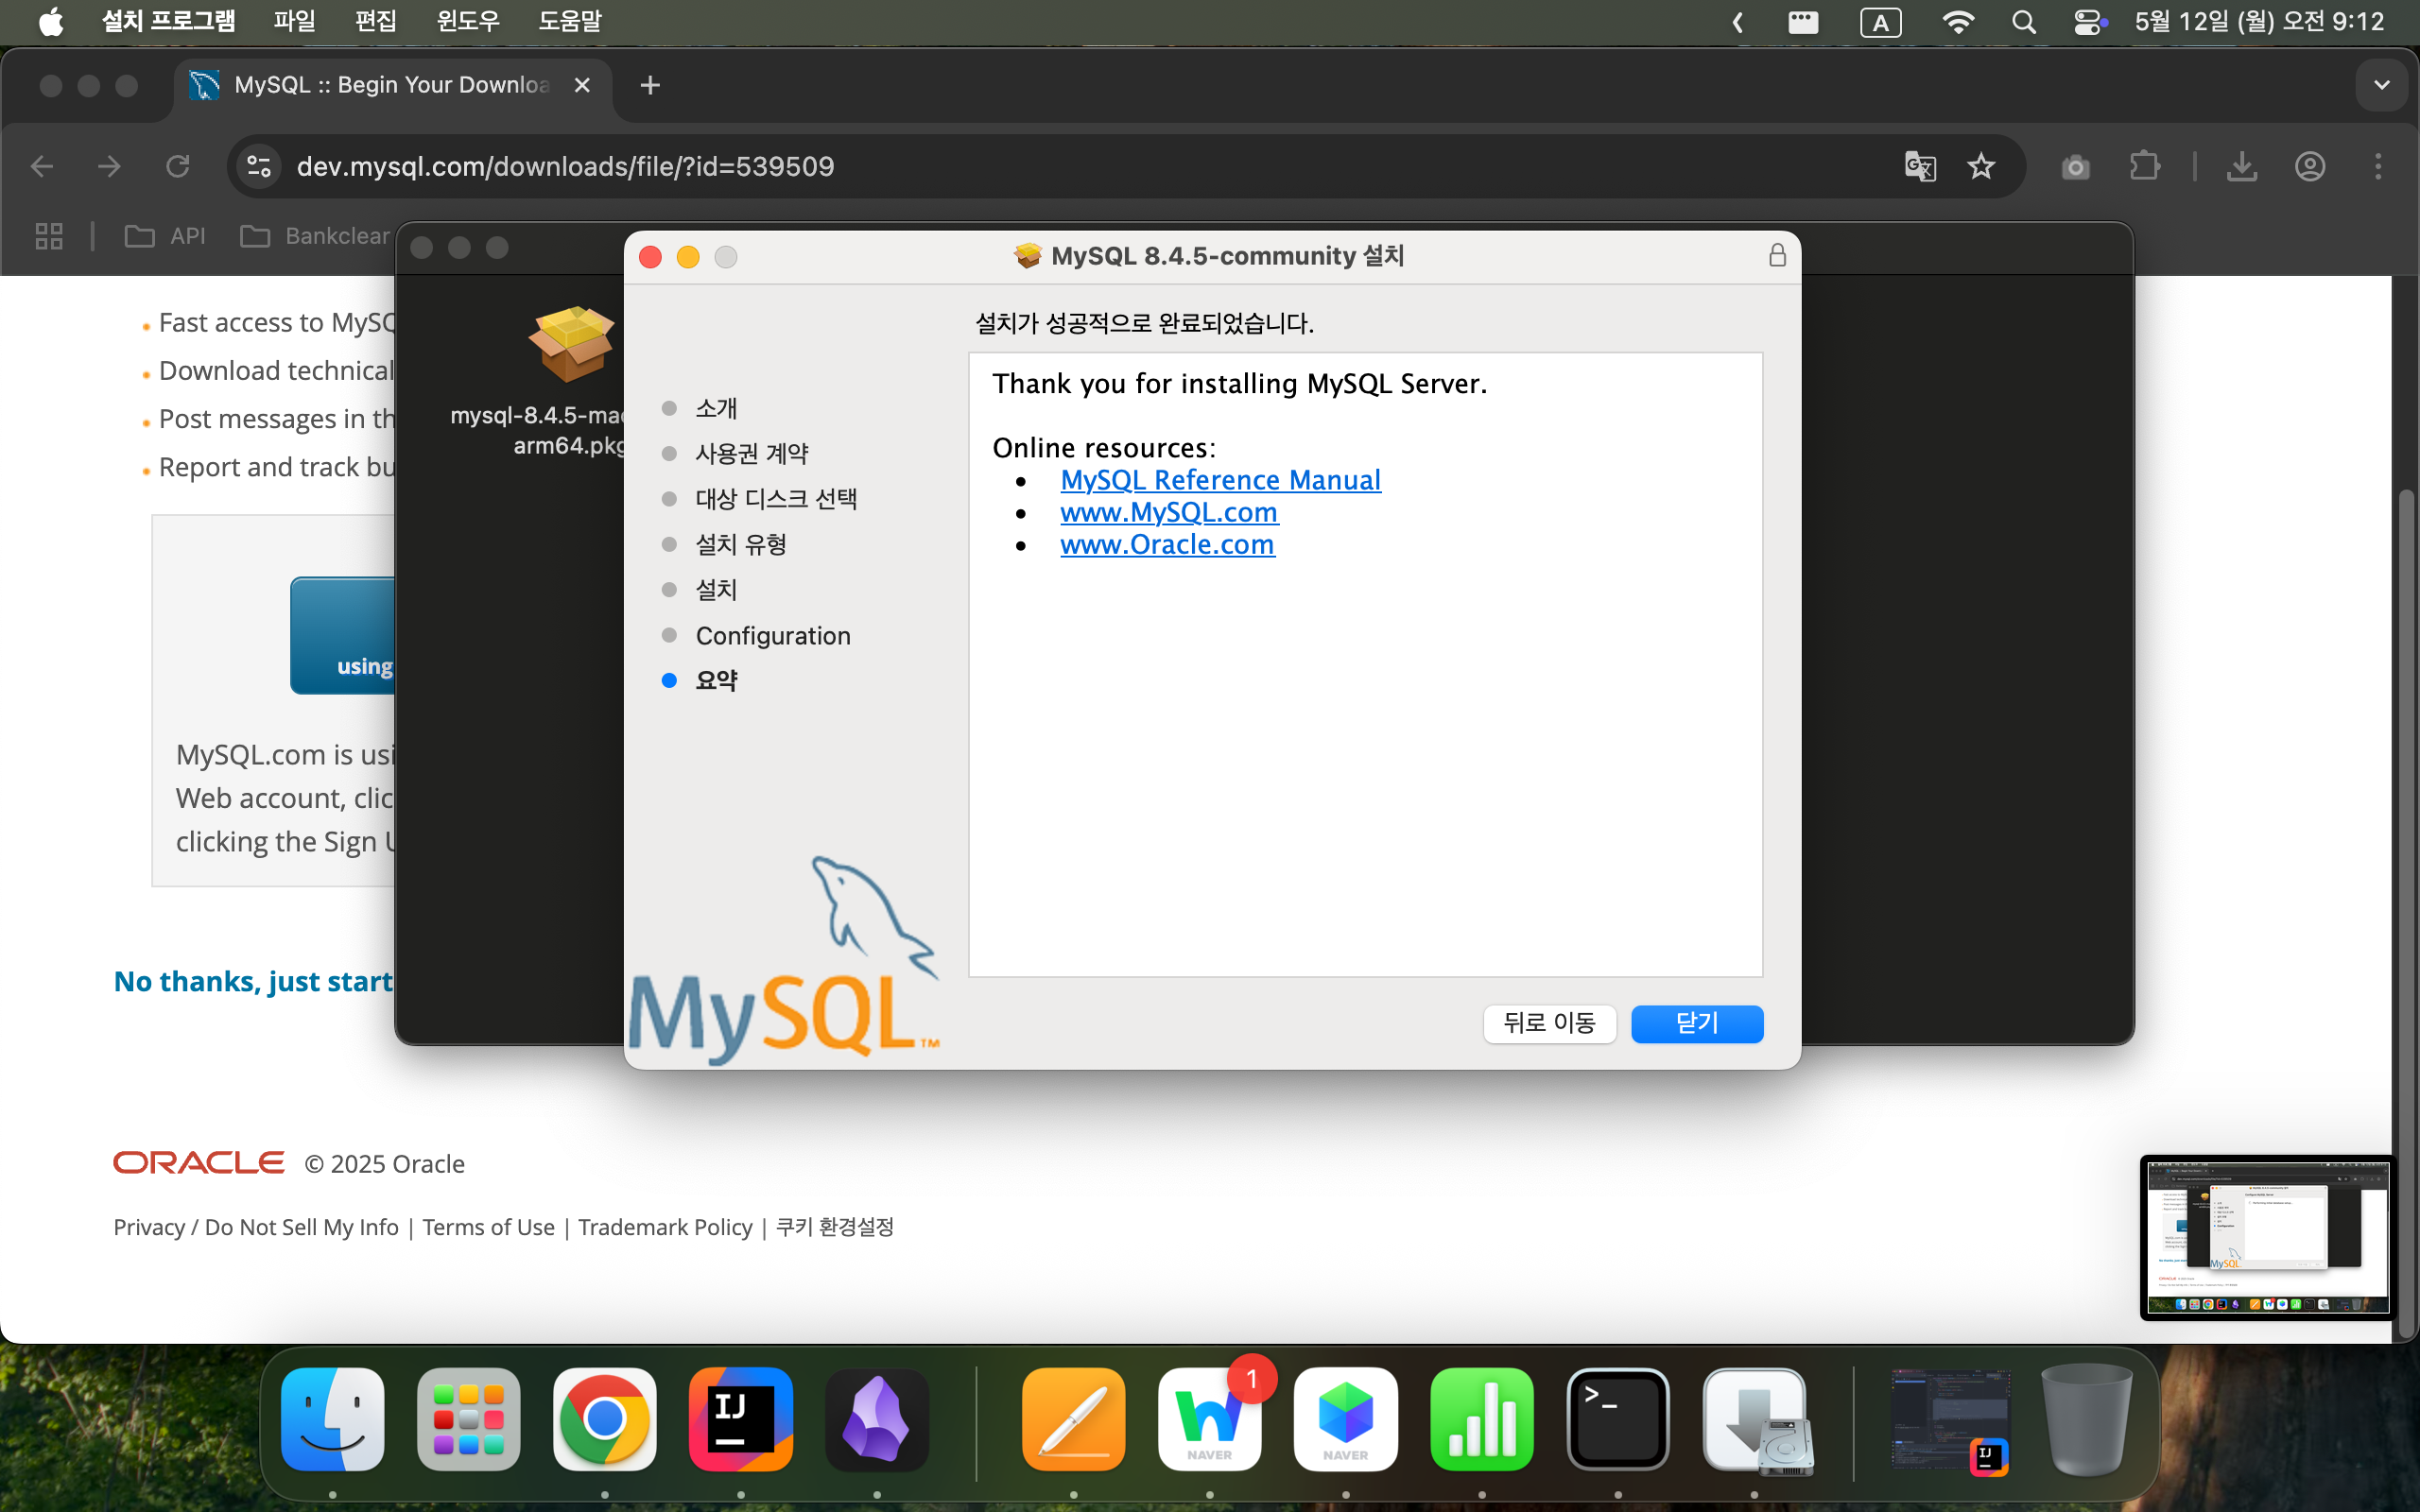 설치 프로그램 파일 편집 윈도우 도움말
A 5월 12일 (월) 오전 9:12
MySQL :: Begin Your Downloa
dev.mysql.com/downloads/file/?id=539509
API Bankclear
MySQL 8.4.5-community 설치
Fast access to MySQ
Download technical
Post messages in th
Report and track bu
using
MySQL.com is usi
Web account, clic
clicking the Sign U
No thanks, just start
mysql-8.4.5-mac
arm64.pkg
설치가 성공적으로 완료되었습니다.
소개
사용권 계약
대상 디스크 선택
설치 유형
설치
Configuration
요약
Thank you for installing MySQL Server.
Online resources:
MySQL Reference Manual
www.MySQL.com
www.Oracle.com
MySQL™
뒤로 이동 닫기
ORACLE © 2025 Oracle
Privacy / Do Not Sell My Info | Terms of Use | Trademark Policy | 쿠키 환경설정
IJ
W NAVER 1
NAVER
>_
IJ